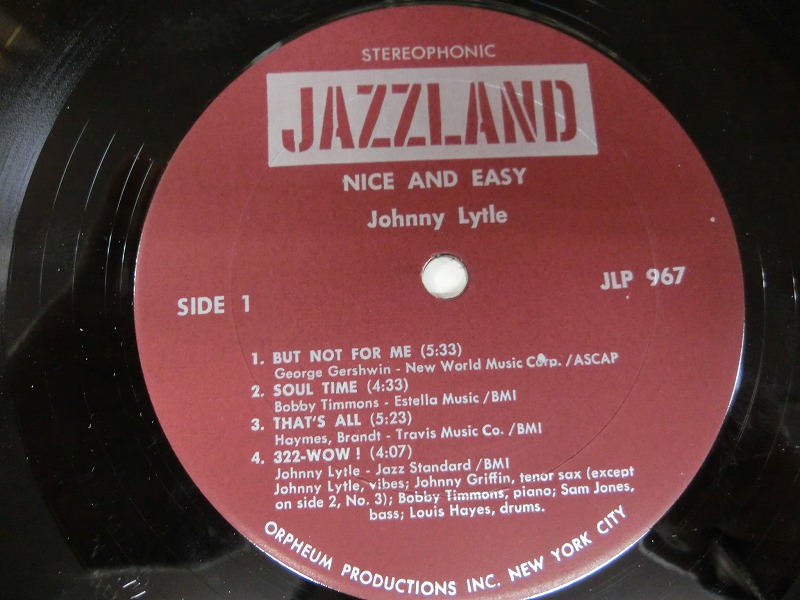 STEREOPHONIC
JAZZLAND
NICE AND EASY
Johnny Lytle
SIDE 1
JLP 967
1. BUT NOT FOR ME (5:33)
George Gershwin - New World Music Corp. /ASCAP
2. SOUL TIME (4:33)
Bobby Timmons - Estella Music /BMI
3. THAT'S ALL (5:23)
Haymes, Brandt - Travis Music Co. /BMI
4. 322-WOW! (4:07)
Johnny Lytle - Jazz Standard /BMI
Johnny Lytle, vibes; Johnny Griffin, tenor sax (except
on side 2, No. 3); Bobby Timmons, piano; Sam Jones,
bass; Louis Hayes, drums.
ORPHEUM PRODUCTIONS INC. NEW YORK CITY